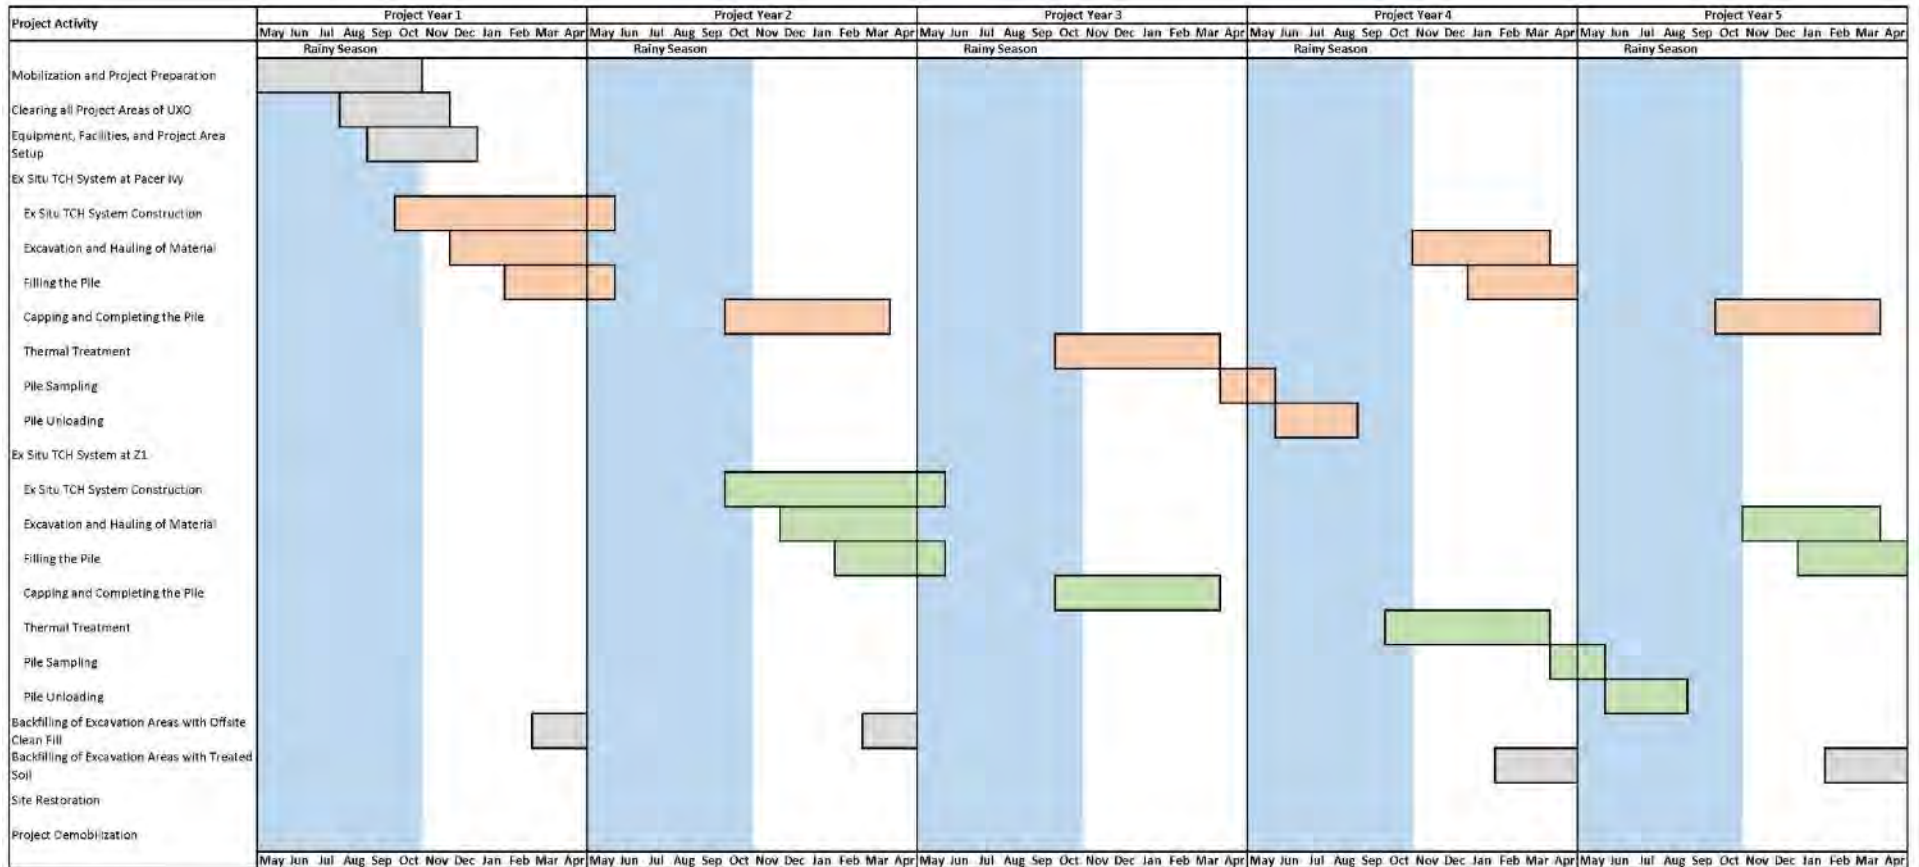 Project Activity
Project Year 1 Project Year 2 Project Year 3 Project Year 4 Project Year 5
May Jun Jul Aug Sep Oct Nov Dec Jan Feb Mar Apr May Jun Jul Aug Sep Oct Nov Dec Jan Feb Mar Apr May Jun Jul Aug Sep Oct Nov Dec Jan Feb Mar Apr May Jun Jul Aug Sep Oct Nov Dec Jan Feb Mar Apr May Jun Jul Aug Sep Oct Nov Dec Jan Feb Mar Apr
Rainy Season Rainy Season Rainy Season Rainy Season Rainy Season
Mobilization and Project Preparation
Clearing all Project Areas of UXO
Equipment, Facilities, and Project Area
Setup
Ex Situ TCH System at Pacer Ivy
Ex Situ TCH System Construction
Excavation and Hauling of Material
Filling the Pile
Capping and Completing the Pile
Thermal Treatment
Pile Sampling
Pile Unloading
Ex Situ TCH System at Z1
Ex Situ TCH System Construction
Excavation and Hauling of Material
Filling the Pile
Capping and Completing the Pile
Thermal Treatment
Pile Sampling
Pile Unloading
Backfilling of Excavation Areas with Offsite
Clean Fill
Backfilling of Excavation Areas with Treated
Soil
Site Restoration
Project Demobilization
May Jun Jul Aug Sep Oct Nov Dec Jan Feb Mar Apr May Jun Jul Aug Sep Oct Nov Dec Jan Feb Mar Apr May Jun Jul Aug Sep Oct Nov Dec Jan Feb Mar Apr May Jun Jul Aug Sep Oct Nov Dec Jan Feb Mar Apr May Jun Jul Aug Sep Oct Nov Dec Jan Feb Mar Apr